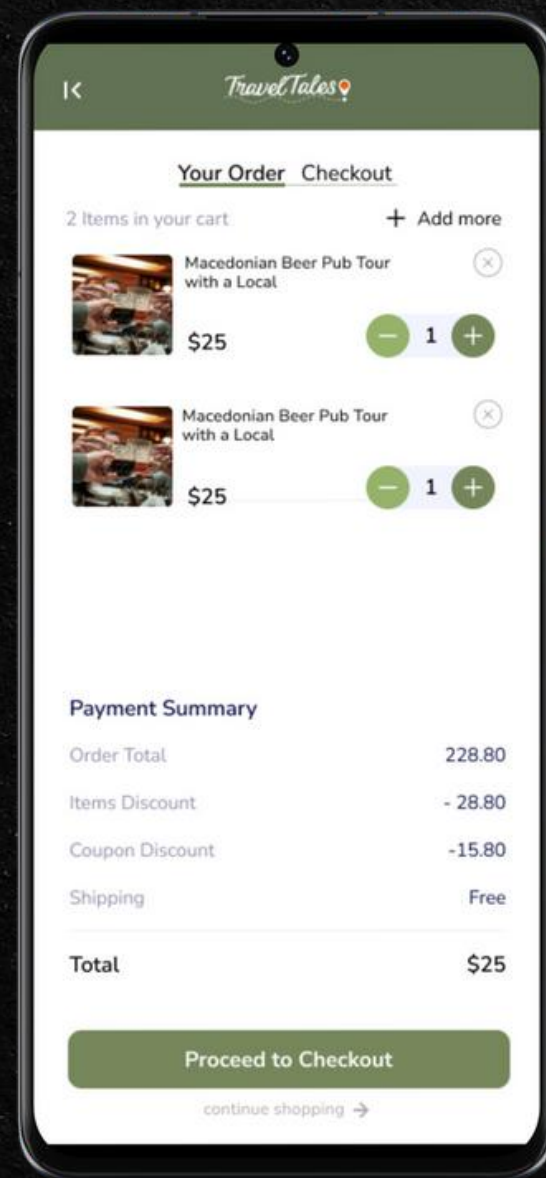 TravelTales
Your Order Checkout
2 Items in your cart + Add more
Macedonian Beer Pub Tour
with a Local
$25
1
Macedonian Beer Pub Tour
with a Local
$25
1
Payment Summary
Order Total 228.80
Items Discount - 28.80
Coupon Discount -15.80
Shipping Free
Total $25
Proceed to Checkout
continue shopping →